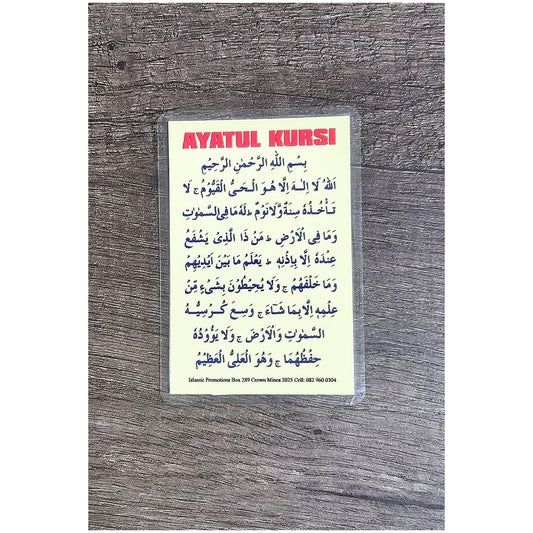 AYATUL KURSI
بِسْمِ اللّٰهِ الرَّحْمٰنِ الرَّحِيْمِ
اَللّٰهُ لَا اِلٰهَ اِلَّا هُوَ الْحَىُّ الْقَيُّوْمُ ۚ لَا
تَأْخُذُهٗ سِنَةٌ وَّلَا نَوْمٌ ؕ لَهٗ مَا فِى السَّمٰوٰتِ
وَمَا فِى الْاَرْضِ ؕ مَنْ ذَا الَّذِىْ يَشْفَعُ
عِنْدَهٗ اِلَّا بِاِذْنِهٖ ؕ يَعْلَمُ مَا بَيْنَ اَيْدِيْهِمْ
وَمَا خَلْفَهُمْ ۚ وَلَا يُحِيْطُوْنَ بِشَىْءٍ مِّنْ
عِلْمِهٖ اِلَّا بِمَا شَآءَ ۚ وَسِعَ كُرْسِيُّهُ
السَّمٰوٰتِ وَالْاَرْضَ ۚ وَلَا يَؤُوْدُهٗ
حِفْظُهُمَا ۚ وَهُوَ الْعَلِىُّ الْعَظِيْمُ
Islamic Promotions Box 289 Crown Mines 2025 Cell: 082 960 0304